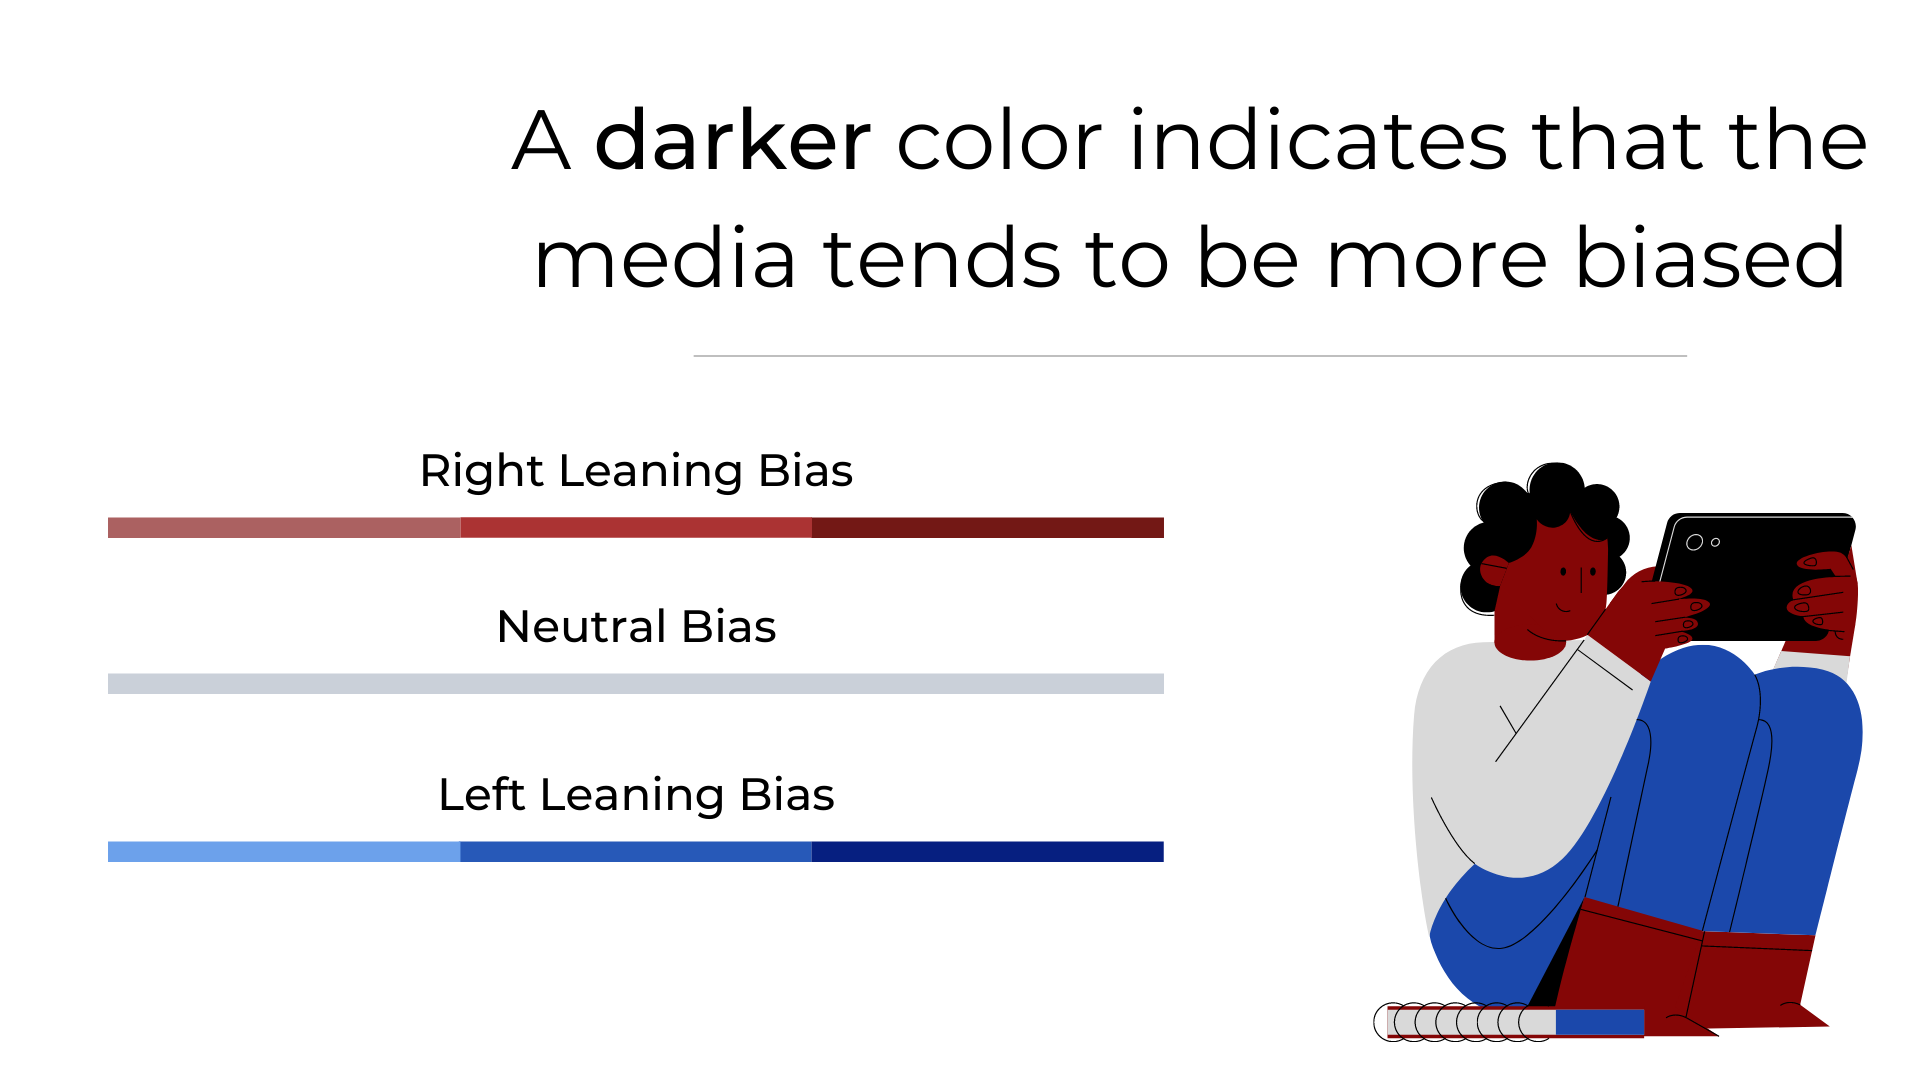 A darker color indicates that the
media tends to be more biased
Right Leaning Bias
Neutral Bias
Left Leaning Bias